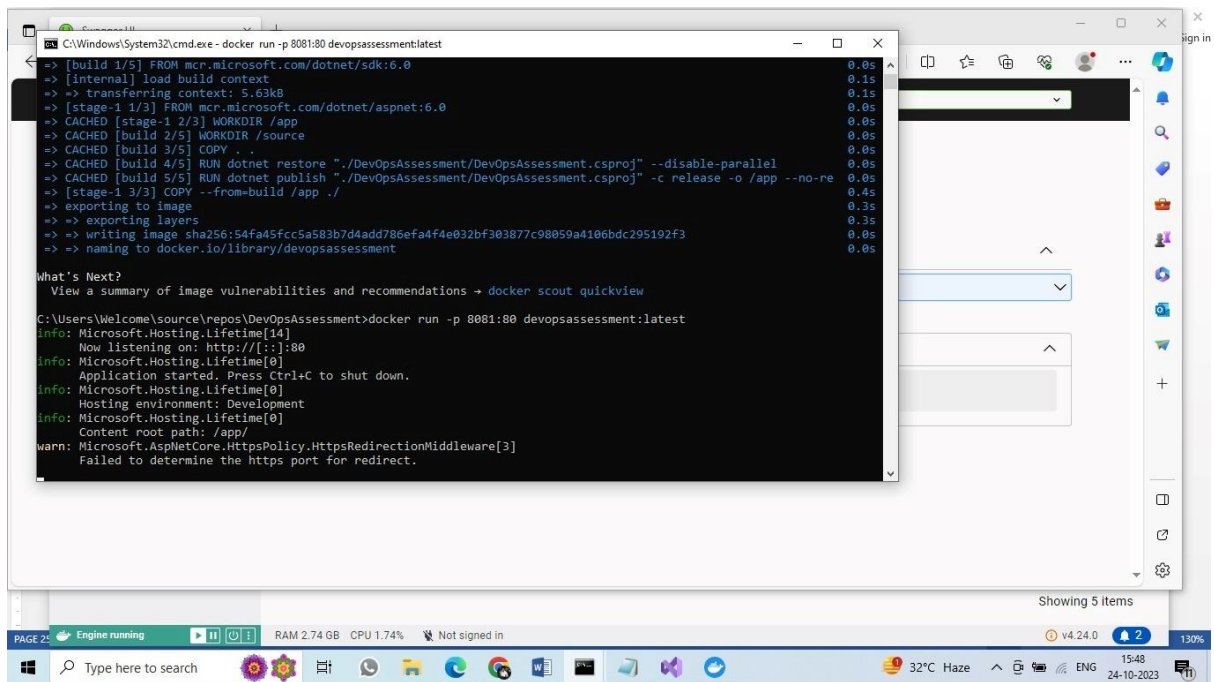 Swagger UI
Sign in
C:\Windows\System32\cmd.exe - docker run -p 8081:80 devopsassessment:latest
=> [build 1/5] FROM mcr.microsoft.com/dotnet/sdk:6.0 0.0s
=> [internal] load build context 0.1s
=> => transferring context: 5.63kB 0.1s
=> [stage-1 1/3] FROM mcr.microsoft.com/dotnet/aspnet:6.0 0.0s
=> CACHED [stage-1 2/3] WORKDIR /app 0.0s
=> CACHED [build 2/5] WORKDIR /source 0.0s
=> CACHED [build 3/5] COPY . . 0.0s
=> CACHED [build 4/5] RUN dotnet restore "./DevOpsAssessment/DevOpsAssessment.csproj" --disable-parallel 0.0s
=> CACHED [build 5/5] RUN dotnet publish "./DevOpsAssessment/DevOpsAssessment.csproj" -c release -o /app --no-re 0.0s
=> [stage-1 3/3] COPY --from=build /app ./ 0.4s
=> exporting to image 0.3s
=> => exporting layers 0.3s
=> => writing image sha256:54fa45fcc5a583b7d4add786efa4f4e032bf303877c98059a4106bdc295192f3 0.0s
=> => naming to docker.io/library/devopsassessment 0.0s
What's Next?
View a summary of image vulnerabilities and recommendations → docker scout quickview
C:\Users\Welcome\source\repos\DevOpsAssessment>docker run -p 8081:80 devopsassessment:latest
info: Microsoft.Hosting.Lifetime[14]
Now listening on: http://[::]:80
info: Microsoft.Hosting.Lifetime[0]
Application started. Press Ctrl+C to shut down.
info: Microsoft.Hosting.Lifetime[0]
Hosting environment: Development
info: Microsoft.Hosting.Lifetime[0]
Content root path: /app/
warn: Microsoft.AspNetCore.HttpsPolicy.HttpsRedirectionMiddleware[3]
Failed to determine the https port for redirect.
Showing 5 items
PAGE 25 Engine running RAM 2.74 GB CPU 1.74% Not signed in v4.24.0 2 130%
Type here to search 32°C Haze ENG 15:48
24-10-2023